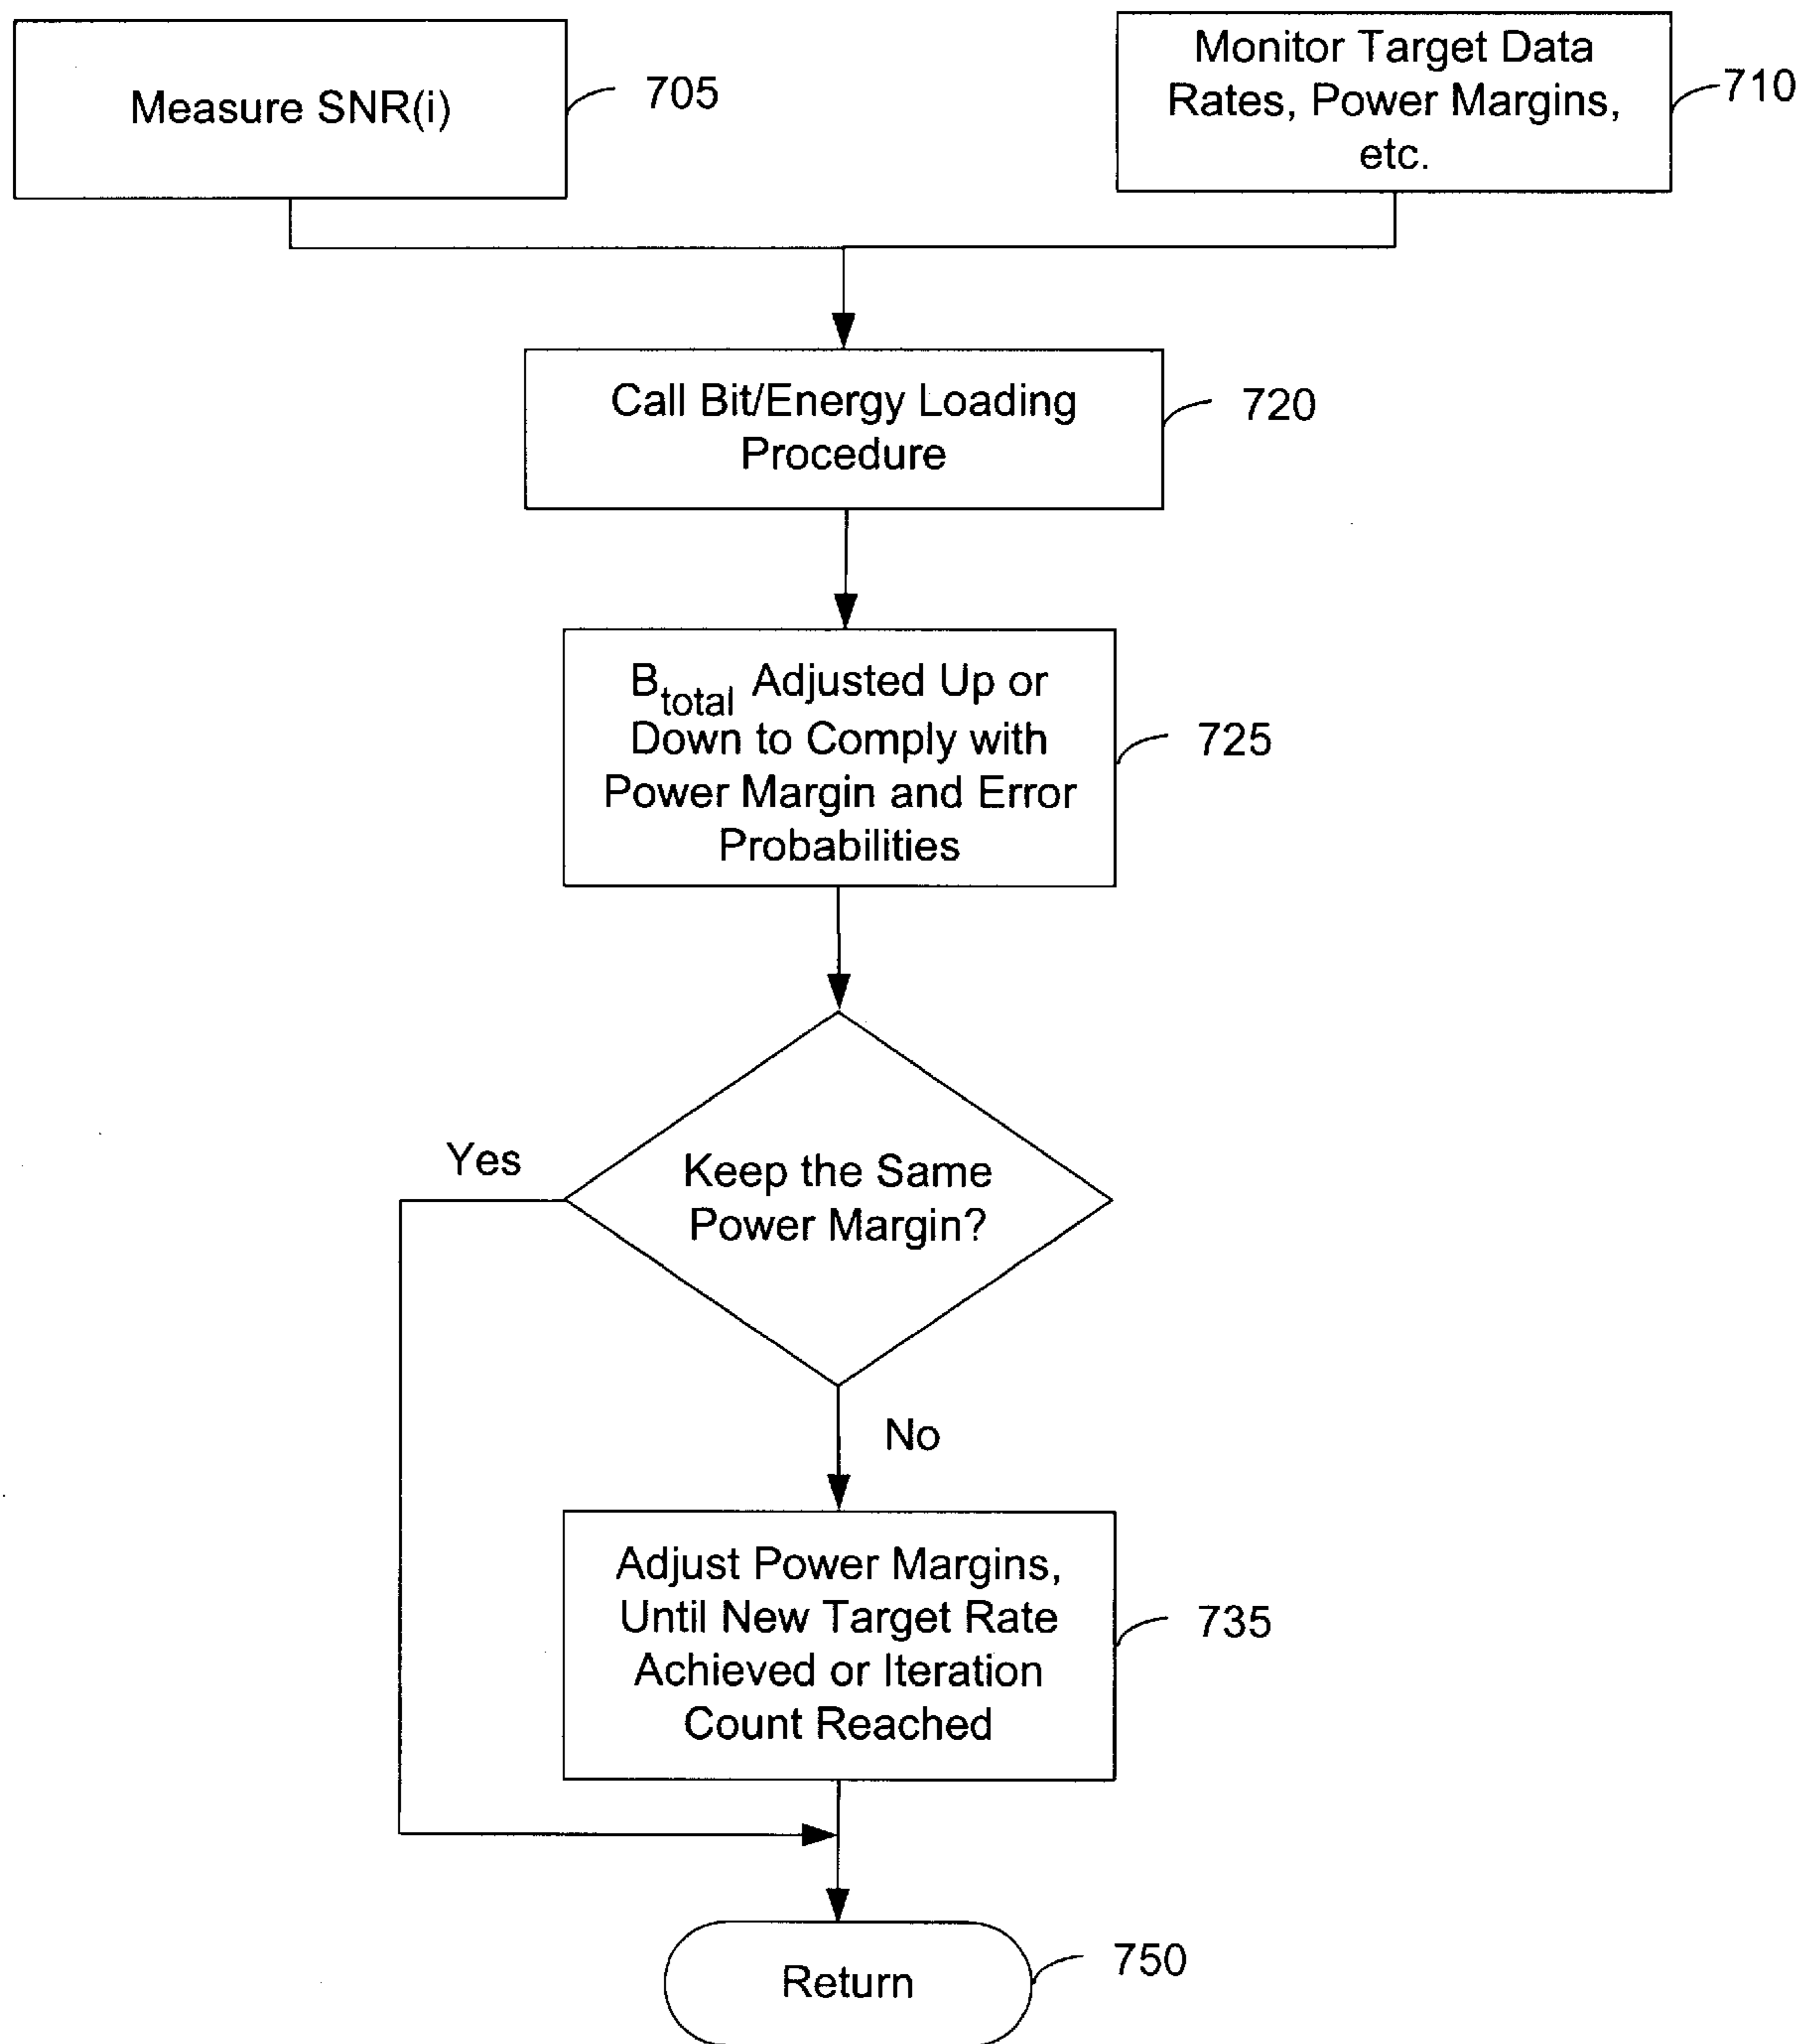 Measure SNR(i)
705
Monitor Target Data
Rates, Power Margins,
etc.
710
Call Bit/Energy Loading
Procedure
720
Btotal Adjusted Up or
Down to Comply with
Power Margin and Error
Probabilities
725
Yes
Keep the Same
Power Margin?
No
Adjust Power Margins,
Until New Target Rate
Achieved or Iteration
Count Reached
735
Return
750